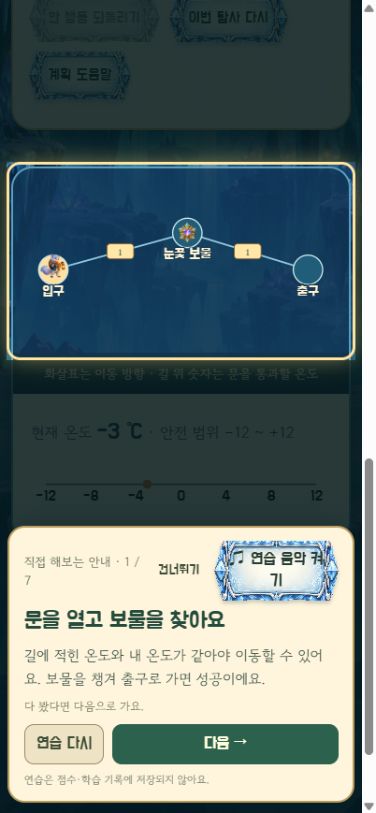 한 걸음 되돌리기
이번 탐사 다시
계획 도움말
1
눈꽃 보물
1
입구
출구
화살표는 이동 방향 · 길 위 숫자는 문을 통과할 온도
현재 온도 -3 ℃ · 안전 범위 -12 ~ +12
-12 -8 -4 0 4 8 12
직접 해보는 안내 · 1 /
7
건너뛰기
♫ 연습 음악 켜
기
문을 열고 보물을 찾아요
길에 적힌 온도와 내 온도가 같아야 이동할 수 있어
요. 보물을 챙겨 출구로 가면 성공이에요.
다 봤다면 다음으로 가요.
연습 다시
다음 →
연습은 점수·학습 기록에 저장되지 않아요.